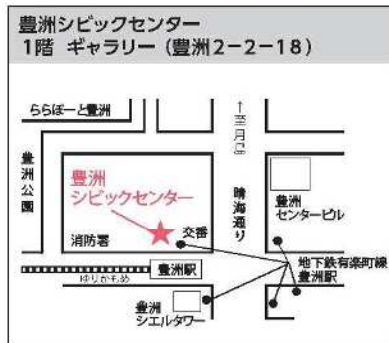 豊洲シビックセンター
1階 ギャラリー（豊洲2-2-18）
ららぽーと豊洲
↑至月島
豊洲公園
豊洲
シビックセンター
晴海通り
豊洲
センタービル
消防署
交番
豊洲駅
地下鉄有楽町線
豊洲駅
ゆりかもめ
豊洲
シエルタワー